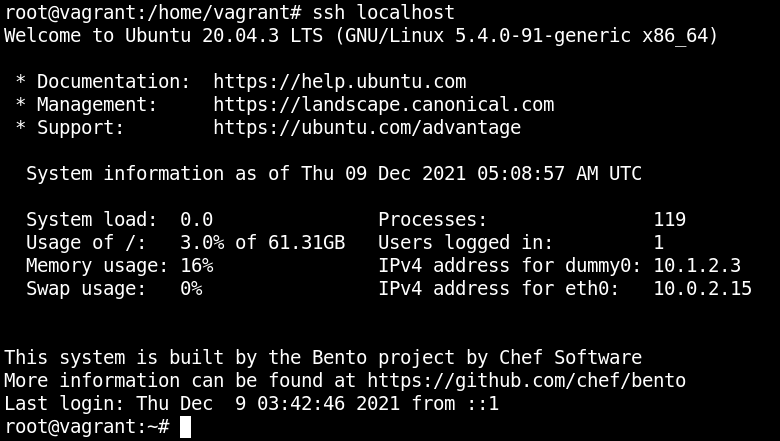 root@vagrant:/home/vagrant# ssh localhost
Welcome to Ubuntu 20.04.3 LTS (GNU/Linux 5.4.0-91-generic x86_64)

 * Documentation:  https://help.ubuntu.com
 * Management:     https://landscape.canonical.com
 * Support:        https://ubuntu.com/advantage

  System information as of Thu 09 Dec 2021 05:08:57 AM UTC

  System load:  0.0               Processes:               119
  Usage of /:   3.0% of 61.31GB   Users logged in:         1
  Memory usage: 16%               IPv4 address for dummy0: 10.1.2.3
  Swap usage:   0%                IPv4 address for eth0:   10.0.2.15


This system is built by the Bento project by Chef Software
More information can be found at https://github.com/chef/bento
Last login: Thu Dec  9 03:42:46 2021 from ::1
root@vagrant:~#